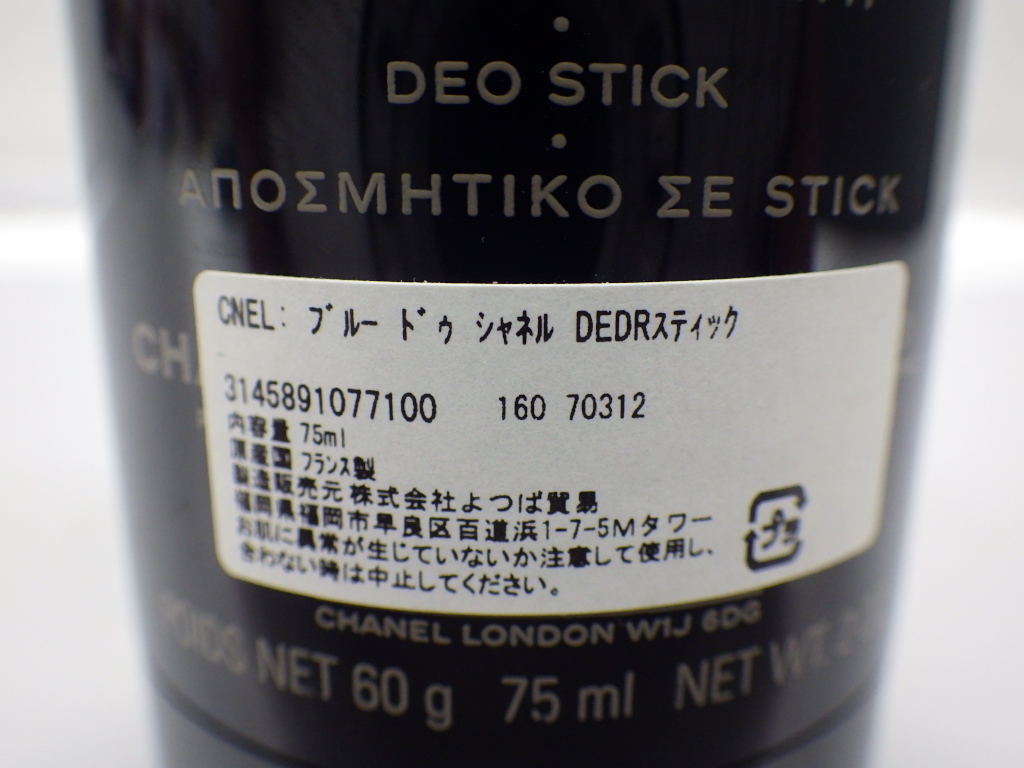 DEO STICK
ΑΠΟΣΜΗΤΙΚΟ ΣΕ STICK
CNEL: ブルー ドゥ シャネル DEDRスティック
CH
3145891077100 160 70312
内容量 75ml
原産国 フランス製
製造販売元 株式会社よつば貿易
福岡県福岡市早良区百道浜1-7-5Mタワー
お肌に異常が生じていないか注意して使用し、
合わない時は中止してください。
プラ
CHANEL LONDON W1J 6DG
POIDS NET 60 g 75 ml NET WT.